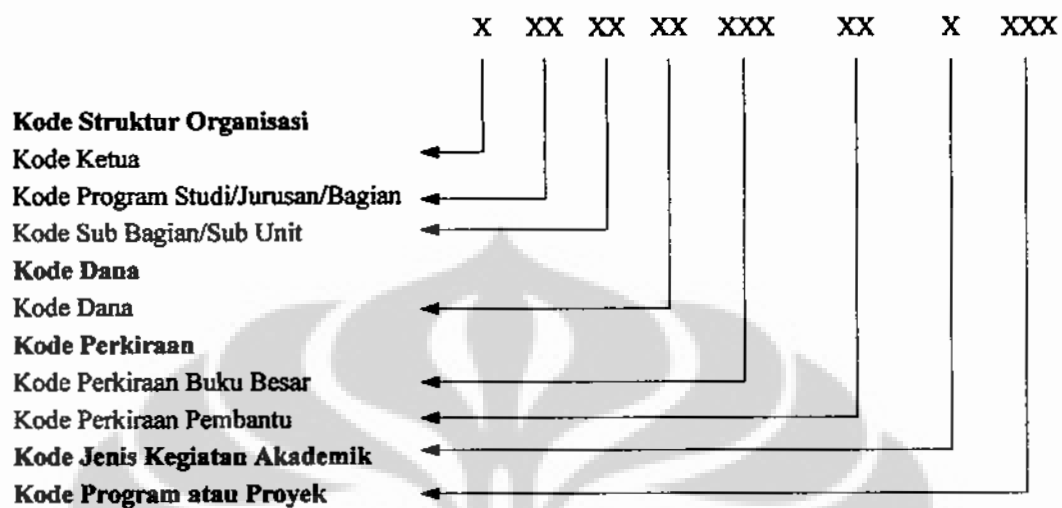 X XX XX XX XXX XX X XXX
Kode Struktur Organisasi
Kode Ketua
Kode Program Studi/Jurusan/Bagian
Kode Sub Bagian/Sub Unit
Kode Dana
Kode Dana
Kode Perkiraan
Kode Perkiraan Buku Besar
Kode Perkiraan Pembantu
Kode Jenis Kegiatan Akademik
Kode Program atau Proyek